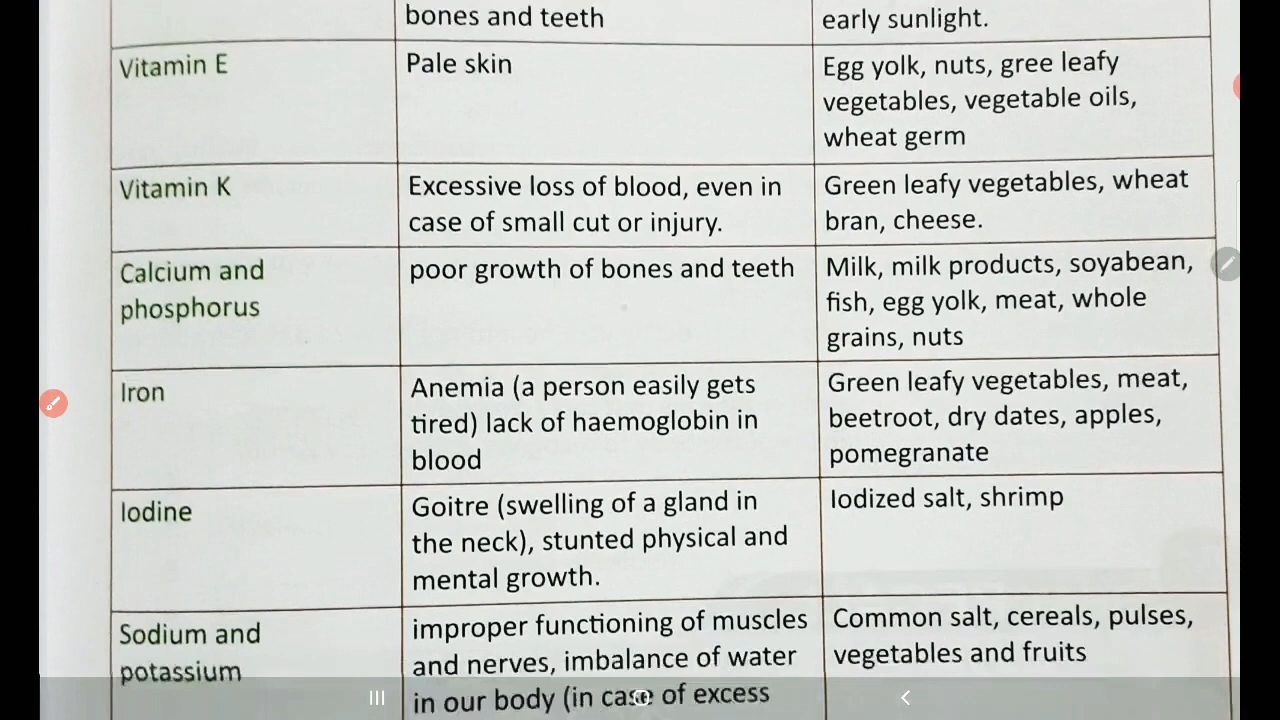 bones and teeth
early sunlight.
Vitamin E
Pale skin
Egg yolk, nuts, gree leafy
vegetables, vegetable oils,
wheat germ
Vitamin K
Excessive loss of blood, even in
case of small cut or injury.
Green leafy vegetables, wheat
bran, cheese.
Calcium and
phosphorus
poor growth of bones and teeth
Milk, milk products, soyabean,
fish, egg yolk, meat, whole
grains, nuts
Iron
Anemia (a person easily gets
tired) lack of haemoglobin in
blood
Green leafy vegetables, meat,
beetroot, dry dates, apples,
pomegranate
Iodine
Goitre (swelling of a gland in
the neck), stunted physical and
mental growth.
Iodized salt, shrimp
Sodium and
potassium
improper functioning of muscles
and nerves, imbalance of water
in our body (in case of excess
Common salt, cereals, pulses,
vegetables and fruits